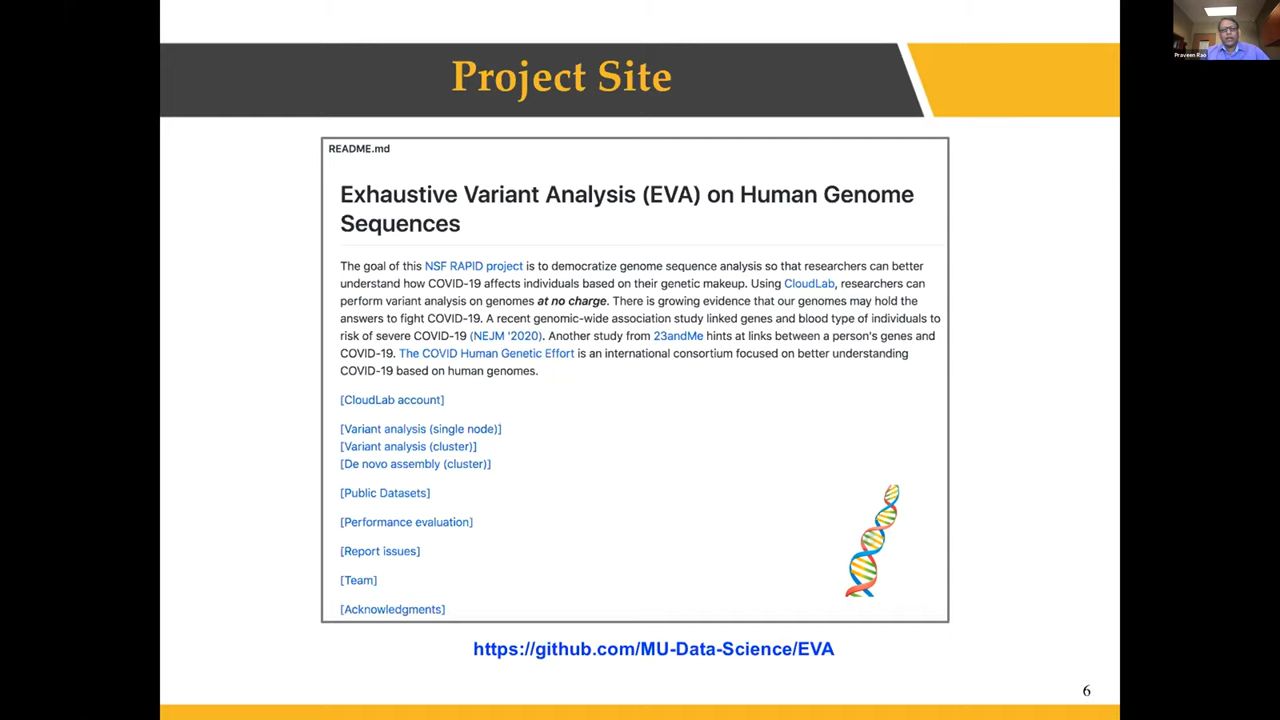 Project Site
Praveen Rao
README.md
Exhaustive Variant Analysis (EVA) on Human Genome
Sequences
The goal of this NSF RAPID project is to democratize genome sequence analysis so that researchers can better
understand how COVID-19 affects individuals based on their genetic makeup. Using CloudLab, researchers can
perform variant analysis on genomes at no charge. There is growing evidence that our genomes may hold the
answers to fight COVID-19. A recent genomic-wide association study linked genes and blood type of individuals to
risk of severe COVID-19 (NEJM '2020). Another study from 23andMe hints at links between a person's genes and
COVID-19. The COVID Human Genetic Effort is an international consortium focused on better understanding
COVID-19 based on human genomes.
[CloudLab account]
[Variant analysis (single node)]
[Variant analysis (cluster)]
[De novo assembly (cluster)]
[Public Datasets]
[Performance evaluation]
[Report issues]
[Team]
[Acknowledgments]
https://github.com/MU-Data-Science/EVA
6